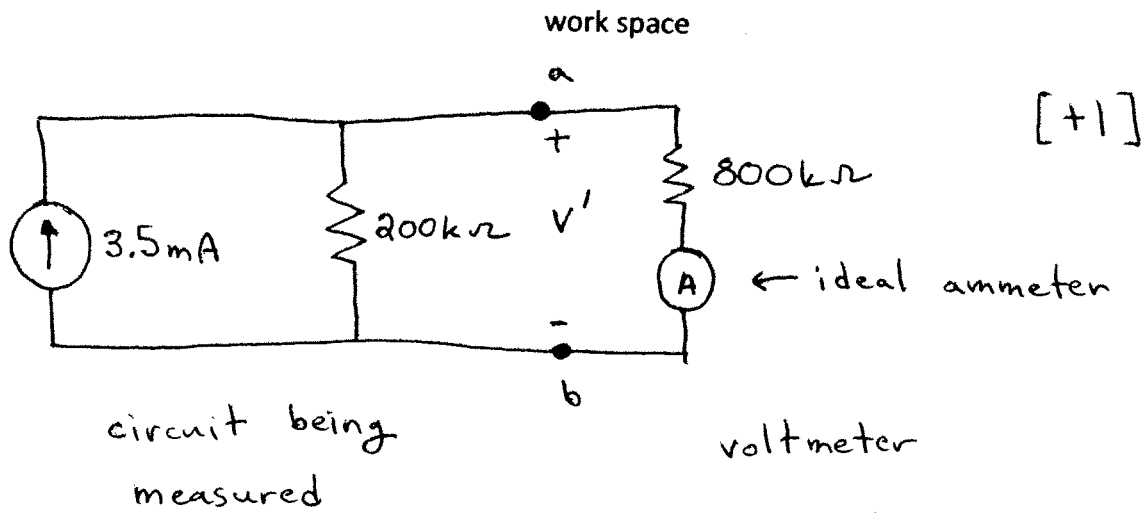 work space
a
[+1]
+
800kΩ
3.5mA
200kΩ
V'
A
← ideal ammeter
-
b
circuit being
measured
voltmeter